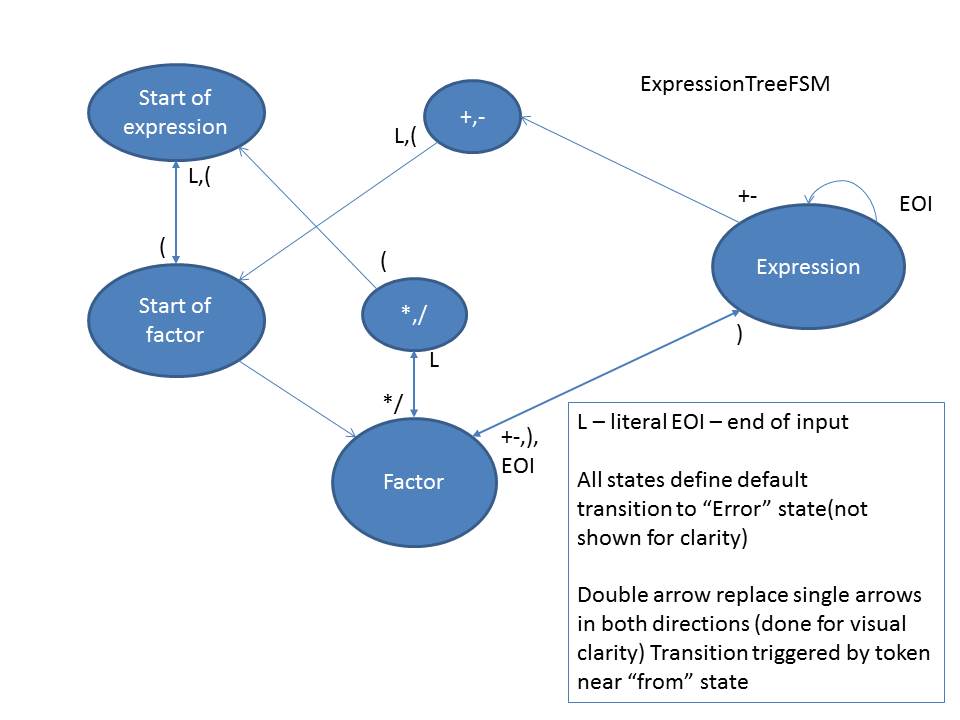 ExpressionTreeFSM
Start of
expression
+,-
L,(
L,(
+-
EOI
(
(
Expression
Start of
factor
*,/
)
L
*/
+-,),
EOI
Factor
L – literal EOI – end of input
All states define default
transition to “Error” state(not
shown for clarity)
Double arrow replace single arrows
in both directions (done for visual
clarity) Transition triggered by token
near “from” state